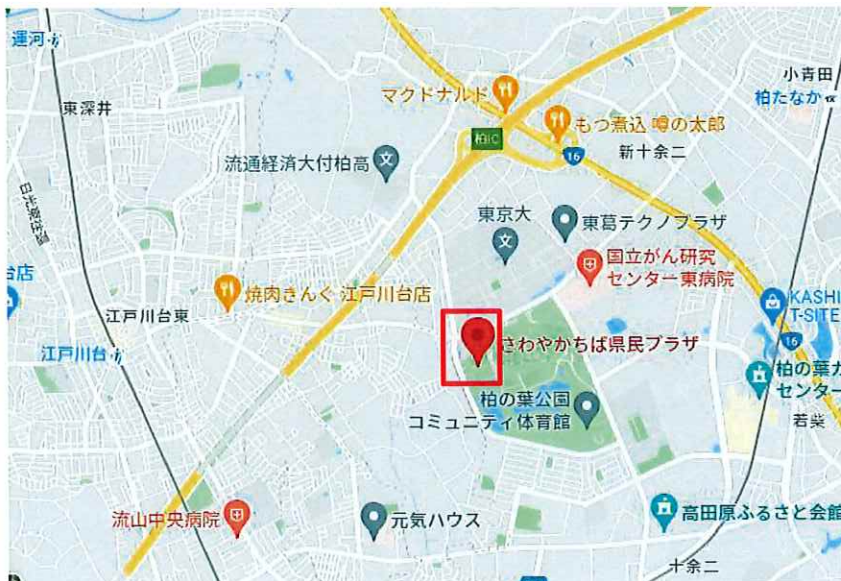 運河
小青田
マクドナルド
柏たなか
東深井
もつ煮込 噂の太郎
柏IC
16
新十余二
流通経済大付柏高
東京大
東葛テクノプラザ
国立がん研究
センター東病院
台店
焼肉きんぐ 江戸川台店
KASHI
T-SITE
江戸川台東
さわやかちば県民プラザ
16
江戸川台
柏の葉カ
センター
柏の葉公園
コミュニティ体育館
若柴
流山中央病院
元気ハウス
高田原ふるさと会館
十余二